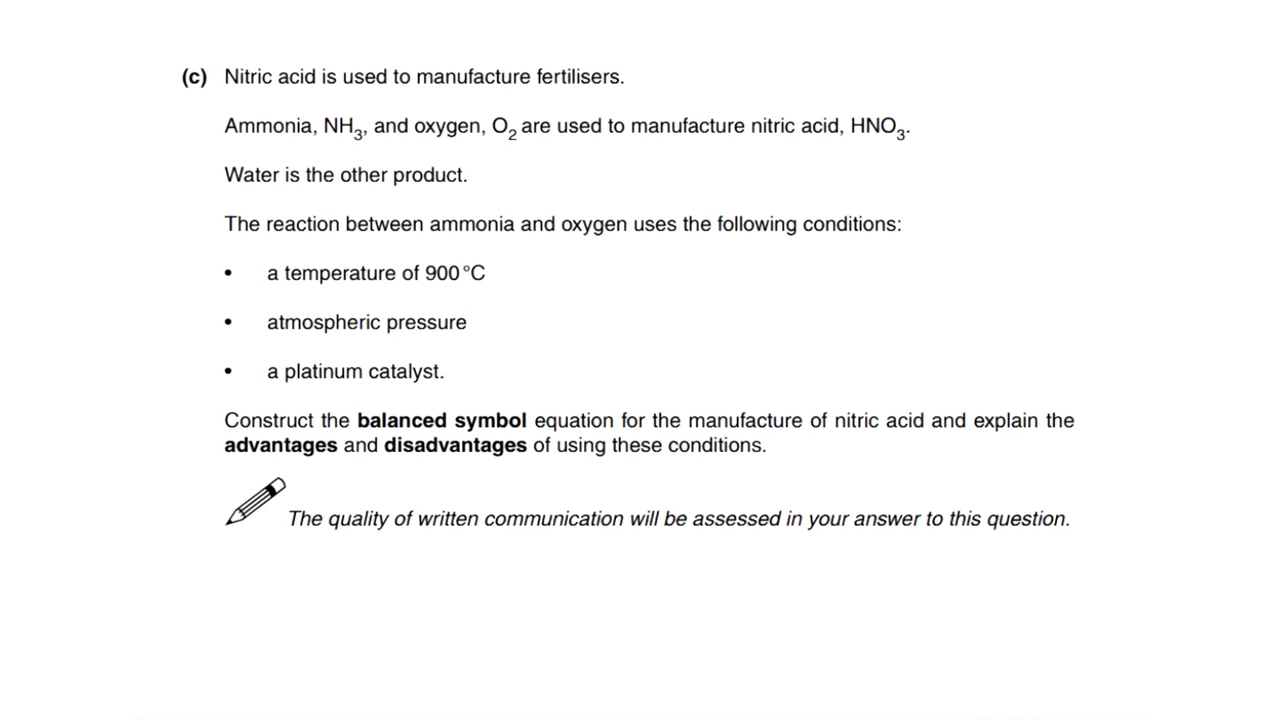 (c) Nitric acid is used to manufacture fertilisers.
Ammonia, NH₃, and oxygen, O₂ are used to manufacture nitric acid, HNO₃.
Water is the other product.
The reaction between ammonia and oxygen uses the following conditions:
• a temperature of 900 °C
• atmospheric pressure
• a platinum catalyst.
Construct the balanced symbol equation for the manufacture of nitric acid and explain the
advantages and disadvantages of using these conditions.
The quality of written communication will be assessed in your answer to this question.